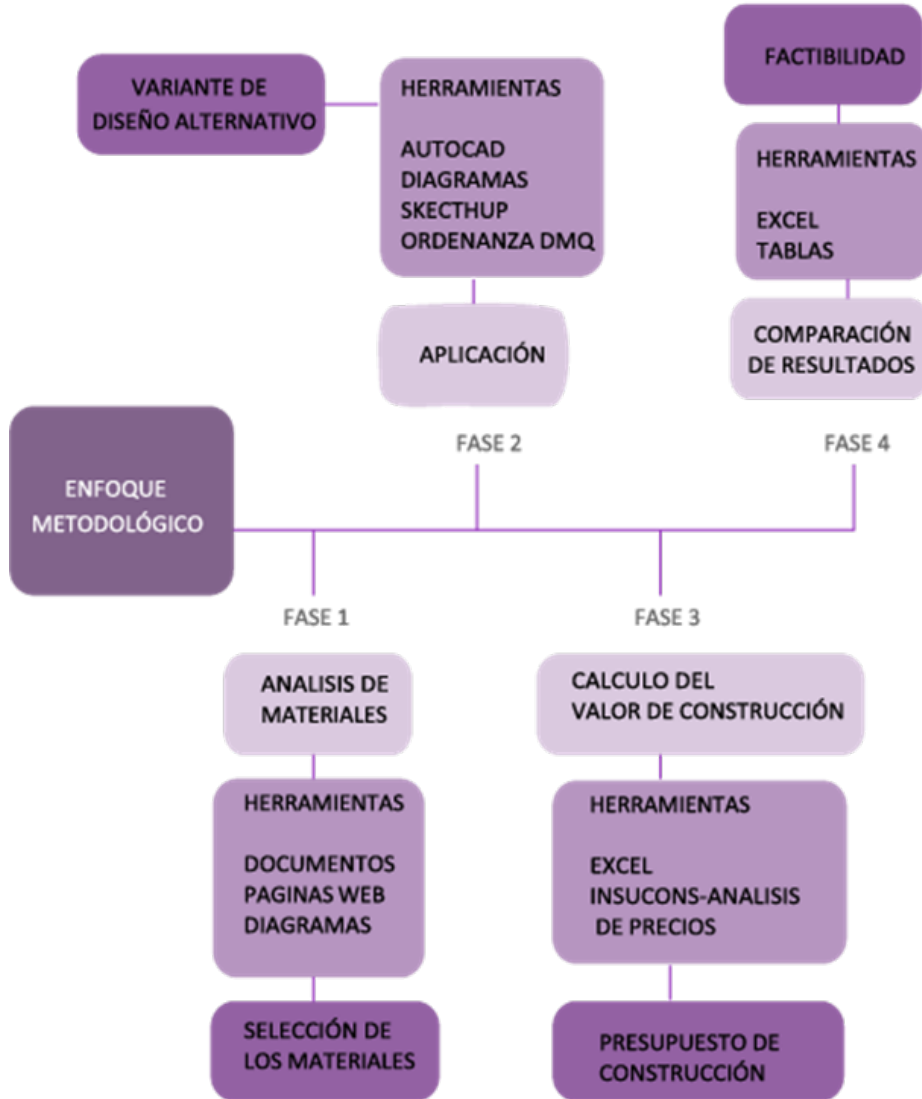 VARIANTE DE
DISEÑO ALTERNATIVO
HERRAMIENTAS
AUTOCAD
DIAGRAMAS
SKECTHUP
ORDENANZA DMQ
APLICACIÓN
FASE 2
FACTIBILIDAD
HERRAMIENTAS
EXCEL
TABLAS
COMPARACIÓN
DE RESULTADOS
FASE 4
ENFOQUE
METODOLÓGICO
FASE 1
ANALISIS DE
MATERIALES
HERRAMIENTAS
DOCUMENTOS
PAGINAS WEB
DIAGRAMAS
SELECCIÓN DE
LOS MATERIALES
FASE 3
CALCULO DEL
VALOR DE CONSTRUCCIÓN
HERRAMIENTAS
EXCEL
INSUCONS-ANALISIS
DE PRECIOS
PRESUPUESTO DE
CONSTRUCCIÓN